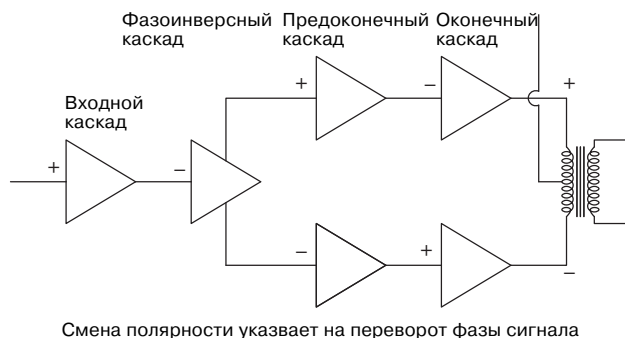 Фазоинверсный
каскад
Предоконечный
каскад
Оконечный
каскад
Входной
каскад
+
−
+
−
+
−
+
−
Смена полярности указвает на переворот фазы сигнала